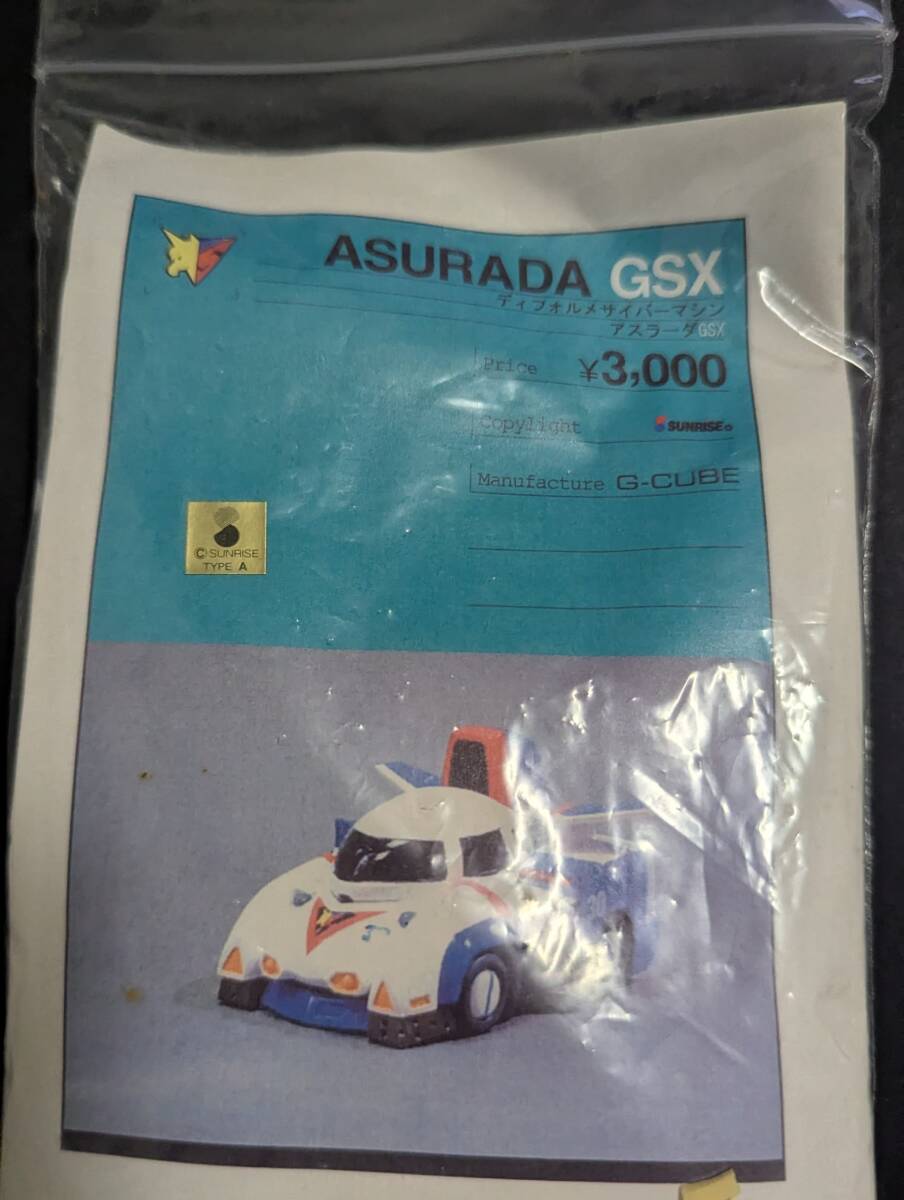 ASURADA GSX
ディフォルメサイバーマシン
アスラーダGSX
Price ¥3,000
Copylight SUNRISE
Manufacture G-CUBE
© SUNRISE
TYPE A
30